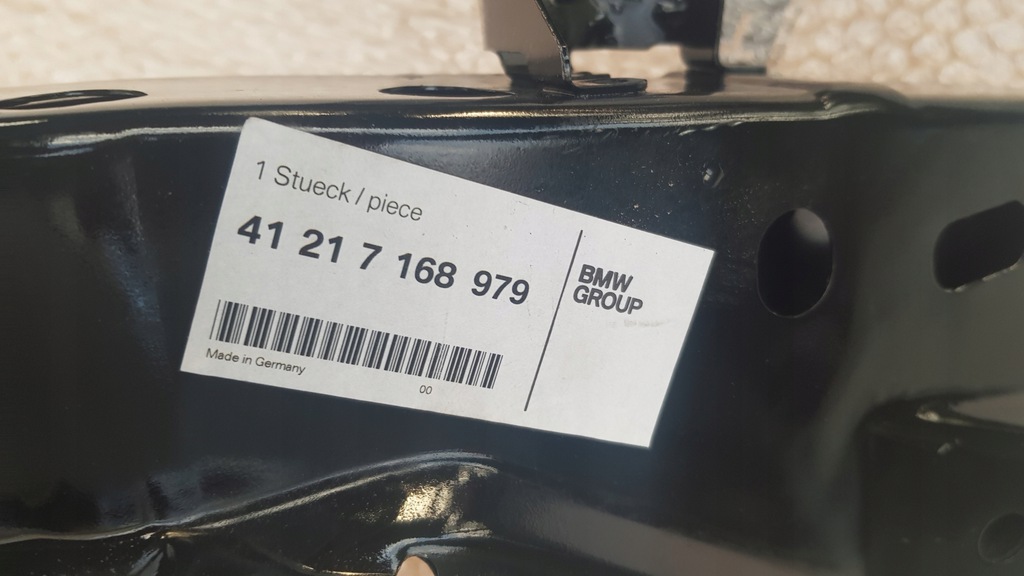 1 Stueck / piece
41 21 7 168 979
Made in Germany
00
BMW
GROUP